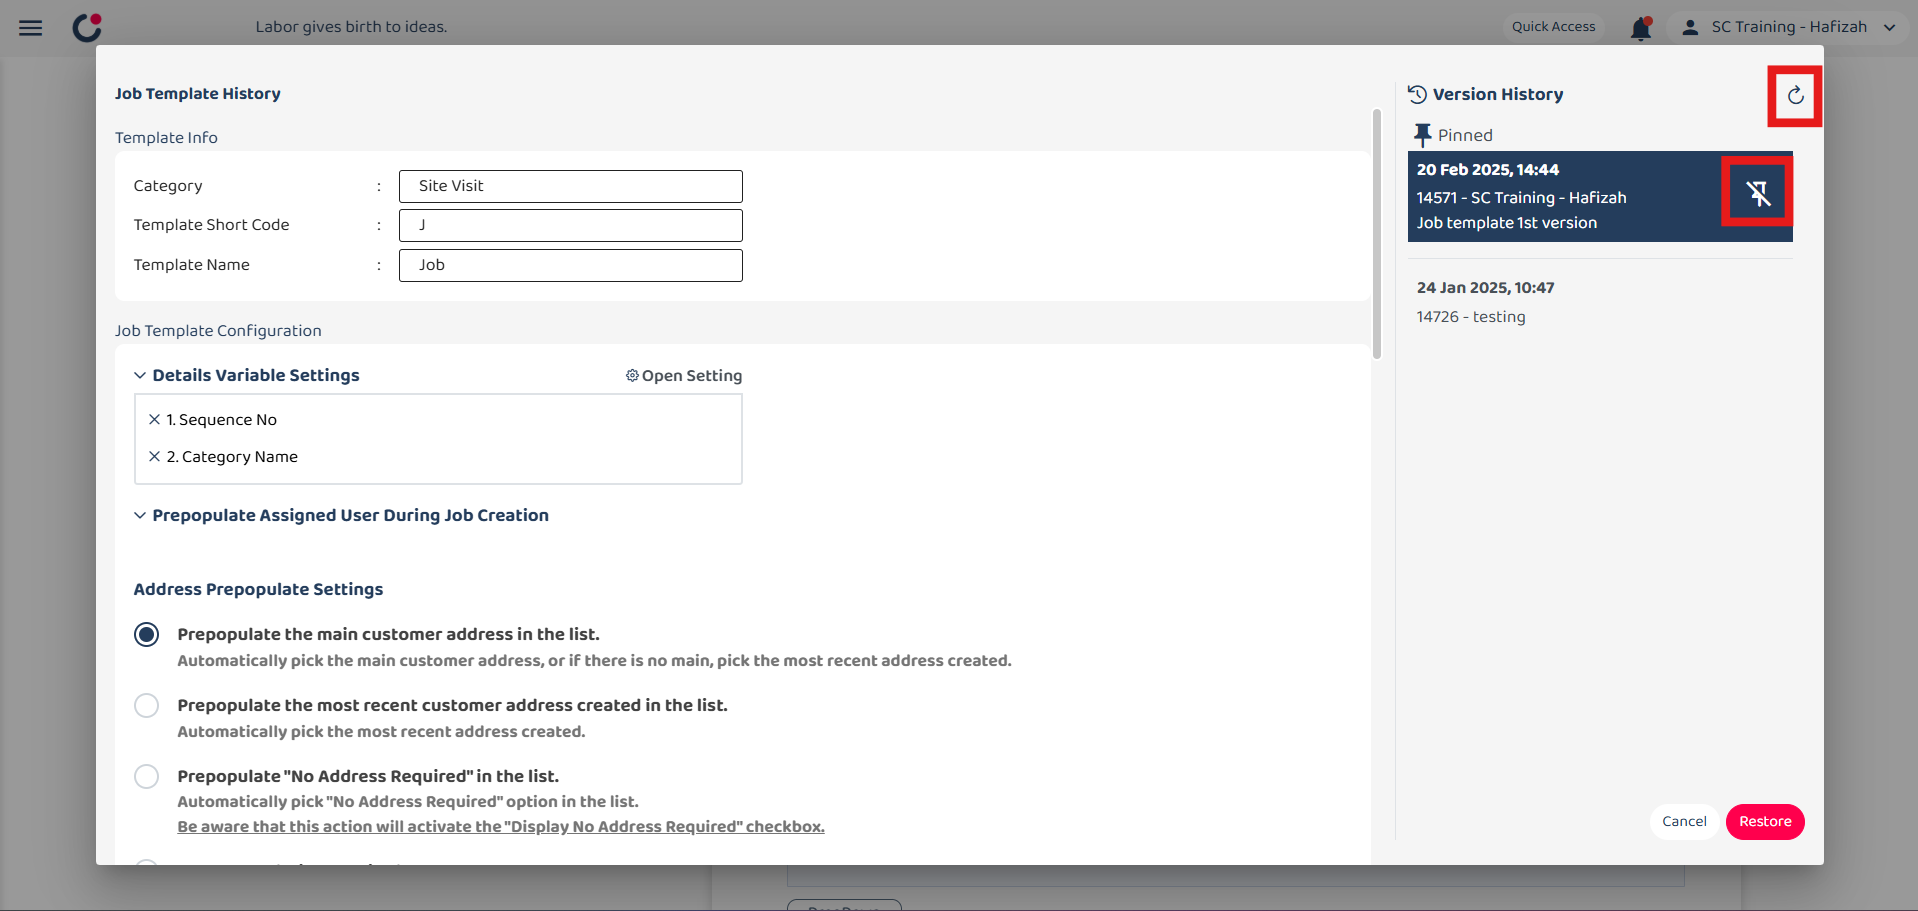 Labor gives birth to ideas.
Quick Access
SC Training - Hafizah
Job Template History
Template Info
Category : Site Visit
Template Short Code : J
Template Name : Job
Job Template Configuration
Details Variable Settings
Open Setting
1. Sequence No
2. Category Name
Prepopulate Assigned User During Job Creation
Address Prepopulate Settings
Prepopulate the main customer address in the list.
Automatically pick the main customer address, or if there is no main, pick the most recent address created.
Prepopulate the most recent customer address created in the list.
Automatically pick the most recent address created.
Prepopulate "No Address Required" in the list.
Automatically pick "No Address Required" option in the list.
Be aware that this action will activate the "Display No Address Required" checkbox.
Version History
Pinned
20 Feb 2025, 14:44
14571 - SC Training - Hafizah
Job template 1st version
24 Jan 2025, 10:47
14726 - testing
Cancel
Restore